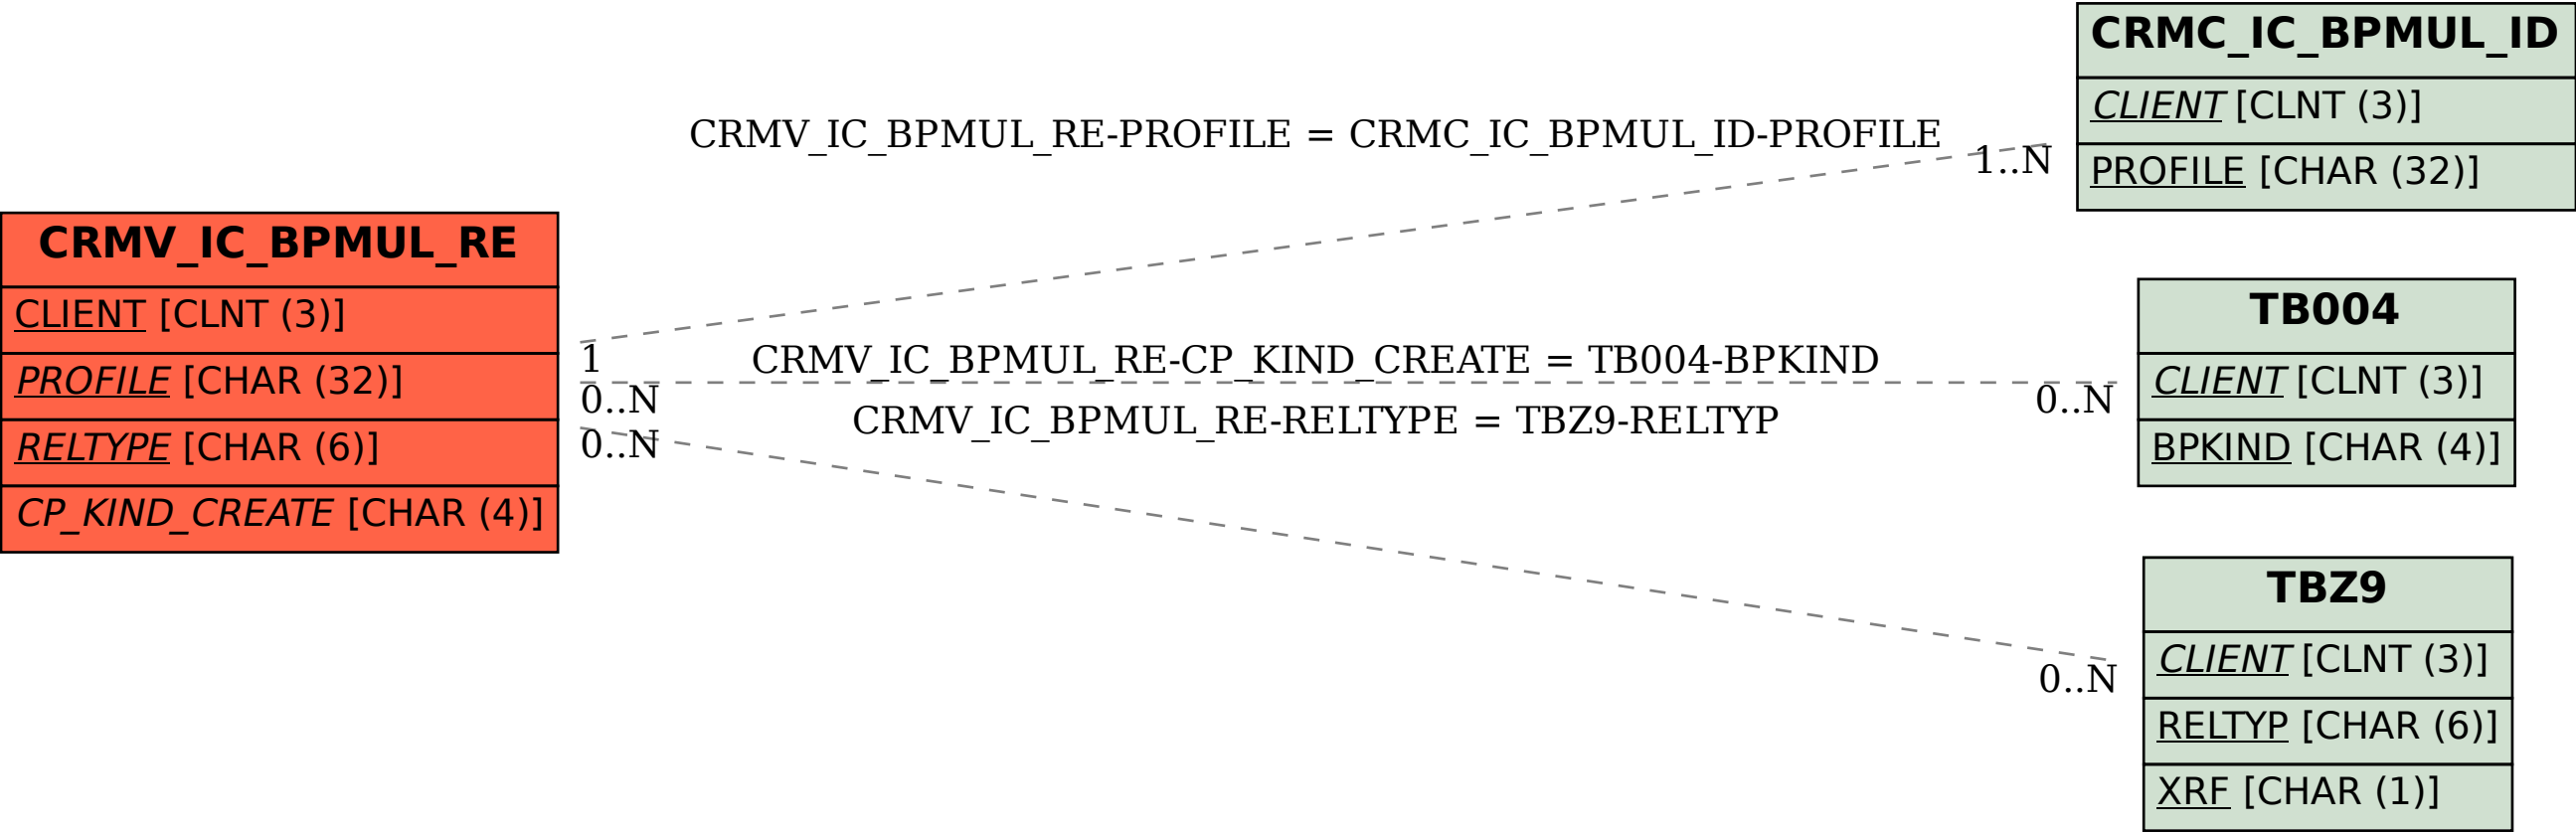 CRMC_IC_BPMUL_ID
CLIENT [CLNT (3)]
PROFILE [CHAR (32)]
CRMV_IC_BPMUL_RE-PROFILE = CRMC_IC_BPMUL_ID-PROFILE
1..N
CRMV_IC_BPMUL_RE
CLIENT [CLNT (3)]
PROFILE [CHAR (32)]
RELTYPE [CHAR (6)]
CP_KIND_CREATE [CHAR (4)]
1
CRMV_IC_BPMUL_RE-CP_KIND_CREATE = TB004-BPKIND
0..N
0..N
CRMV_IC_BPMUL_RE-RELTYPE = TBZ9-RELTYP
0..N
0..N
TB004
CLIENT [CLNT (3)]
BPKIND [CHAR (4)]
TBZ9
CLIENT [CLNT (3)]
RELTYP [CHAR (6)]
XRF [CHAR (1)]